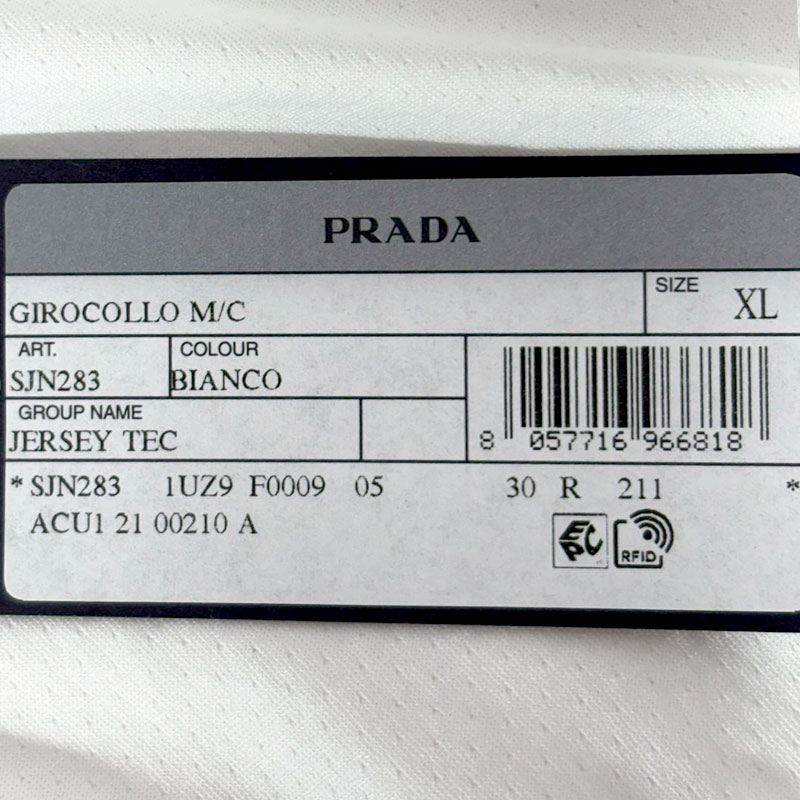 PRADA
GIROCOLLO M/C
SIZE XL
ART. COLOUR
SJN283 BIANCO
GROUP NAME
JERSEY TEC
8 057716 966818
* SJN283 1UZ9 F0009 05 30 R 211 *
ACU1 21 00210 A
EPC RFID